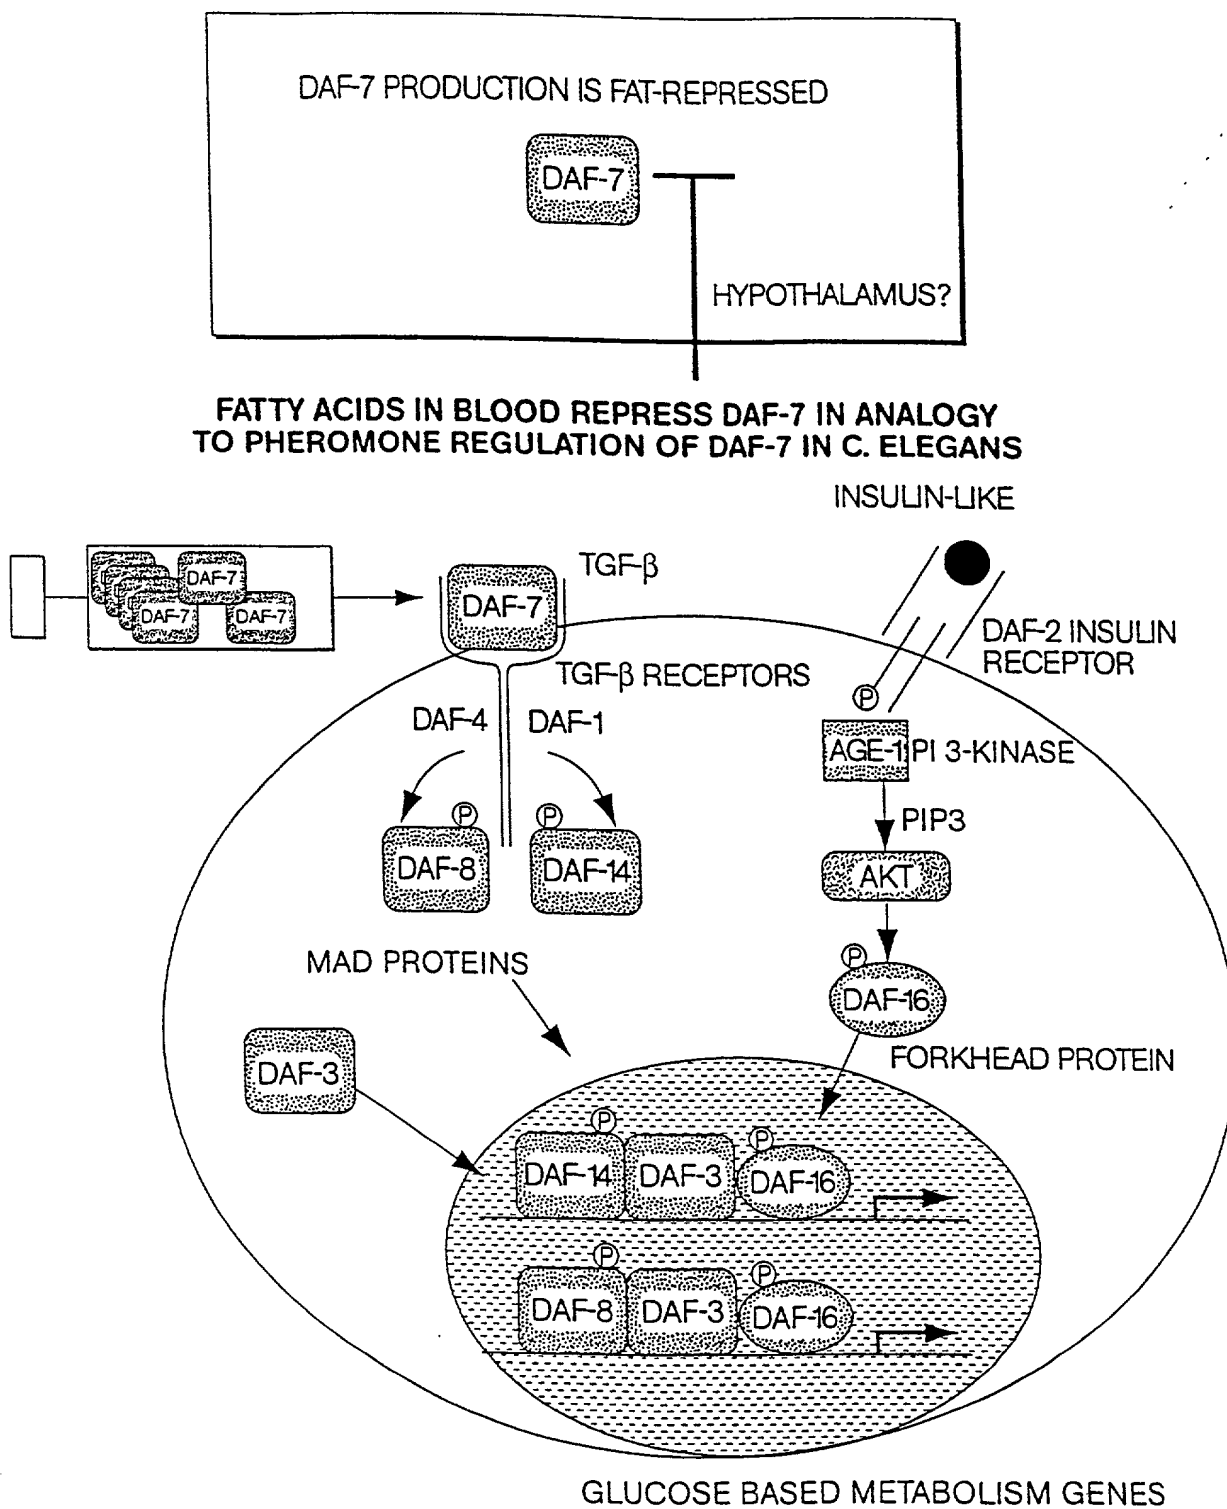 DAF-7 PRODUCTION IS FAT-REPRESSED
DAF-7
HYPOTHALAMUS?
FATTY ACIDS IN BLOOD REPRESS DAF-7 IN ANALOGY
TO PHEROMONE REGULATION OF DAF-7 IN C. ELEGANS
INSULIN-LIKE
DAF-7
DAF-7
DAF-7
DAF-7
TGF-β
DAF-2 INSULIN
RECEPTOR
TGF-β RECEPTORS
DAF-4
DAF-1
P
AGE-1
PI 3-KINASE
PIP3
P
P
DAF-8
DAF-14
AKT
MAD PROTEINS
P
DAF-16
FORKHEAD PROTEIN
DAF-3
P
P
DAF-14
DAF-3
DAF-16
P
P
DAF-8
DAF-3
DAF-16
GLUCOSE BASED METABOLISM GENES